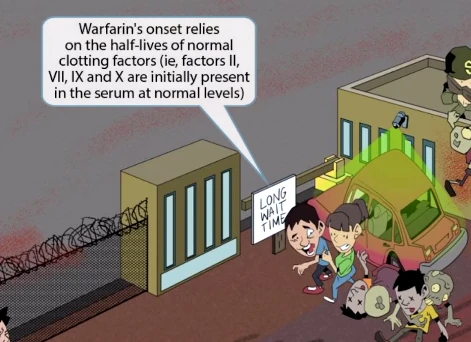 Warfarin's onset relies
on the half-lives of normal
clotting factors (ie, factors II,
VII, IX and X are initially present
in the serum at normal levels)
LONG
WAIT
TIME
S